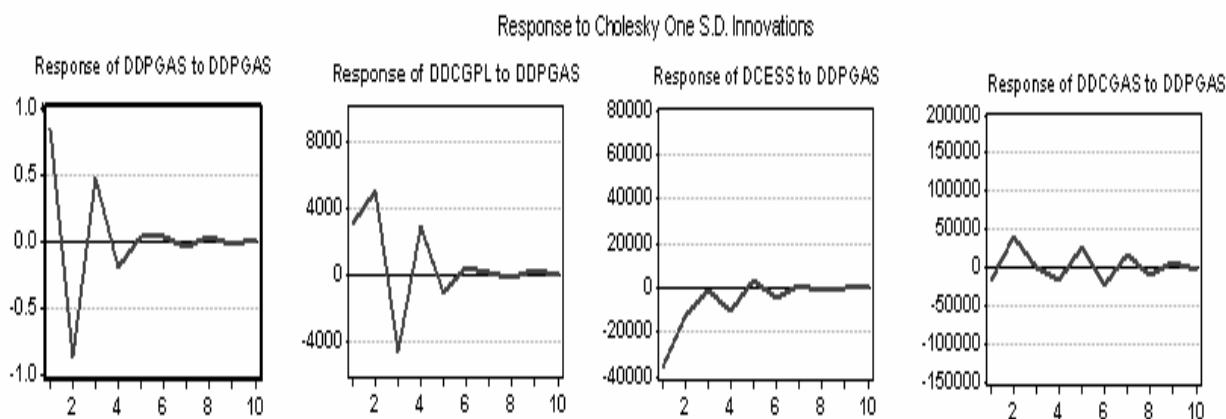 Response to Cholesky One S.D. Innovations
Response of DDPGAS to DDPGAS
1.0
0.5
0.0
-0.5
-1.0
2 4 6 8 10
Response of DDCGPL to DDPGAS
8000
4000
0
-4000
2 4 6 8 10
Response of DCESS to DDPGAS
80000
60000
40000
20000
0
-20000
-40000
2 4 6 8 10
Response of DDCGAS to DDPGAS
200000
150000
100000
50000
0
-50000
-100000
-150000
2 4 6 8 10